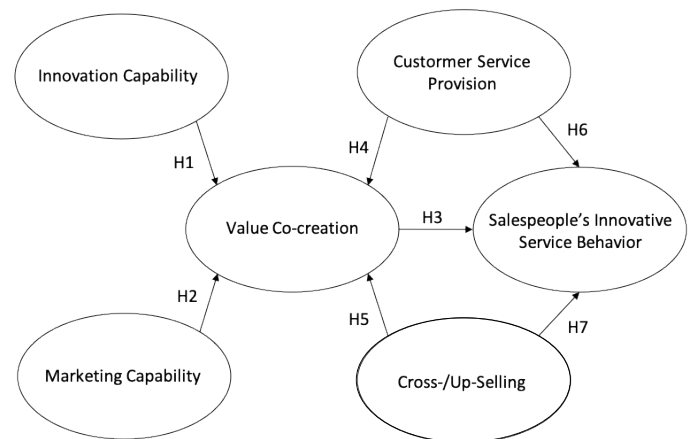 Innovation Capability
Custormer Service
Provision
H1
H4
H6
Value Co-creation
H3
Salespeople's Innovative
Service Behavior
H2
H5
H7
Marketing Capability
Cross-/Up-Selling